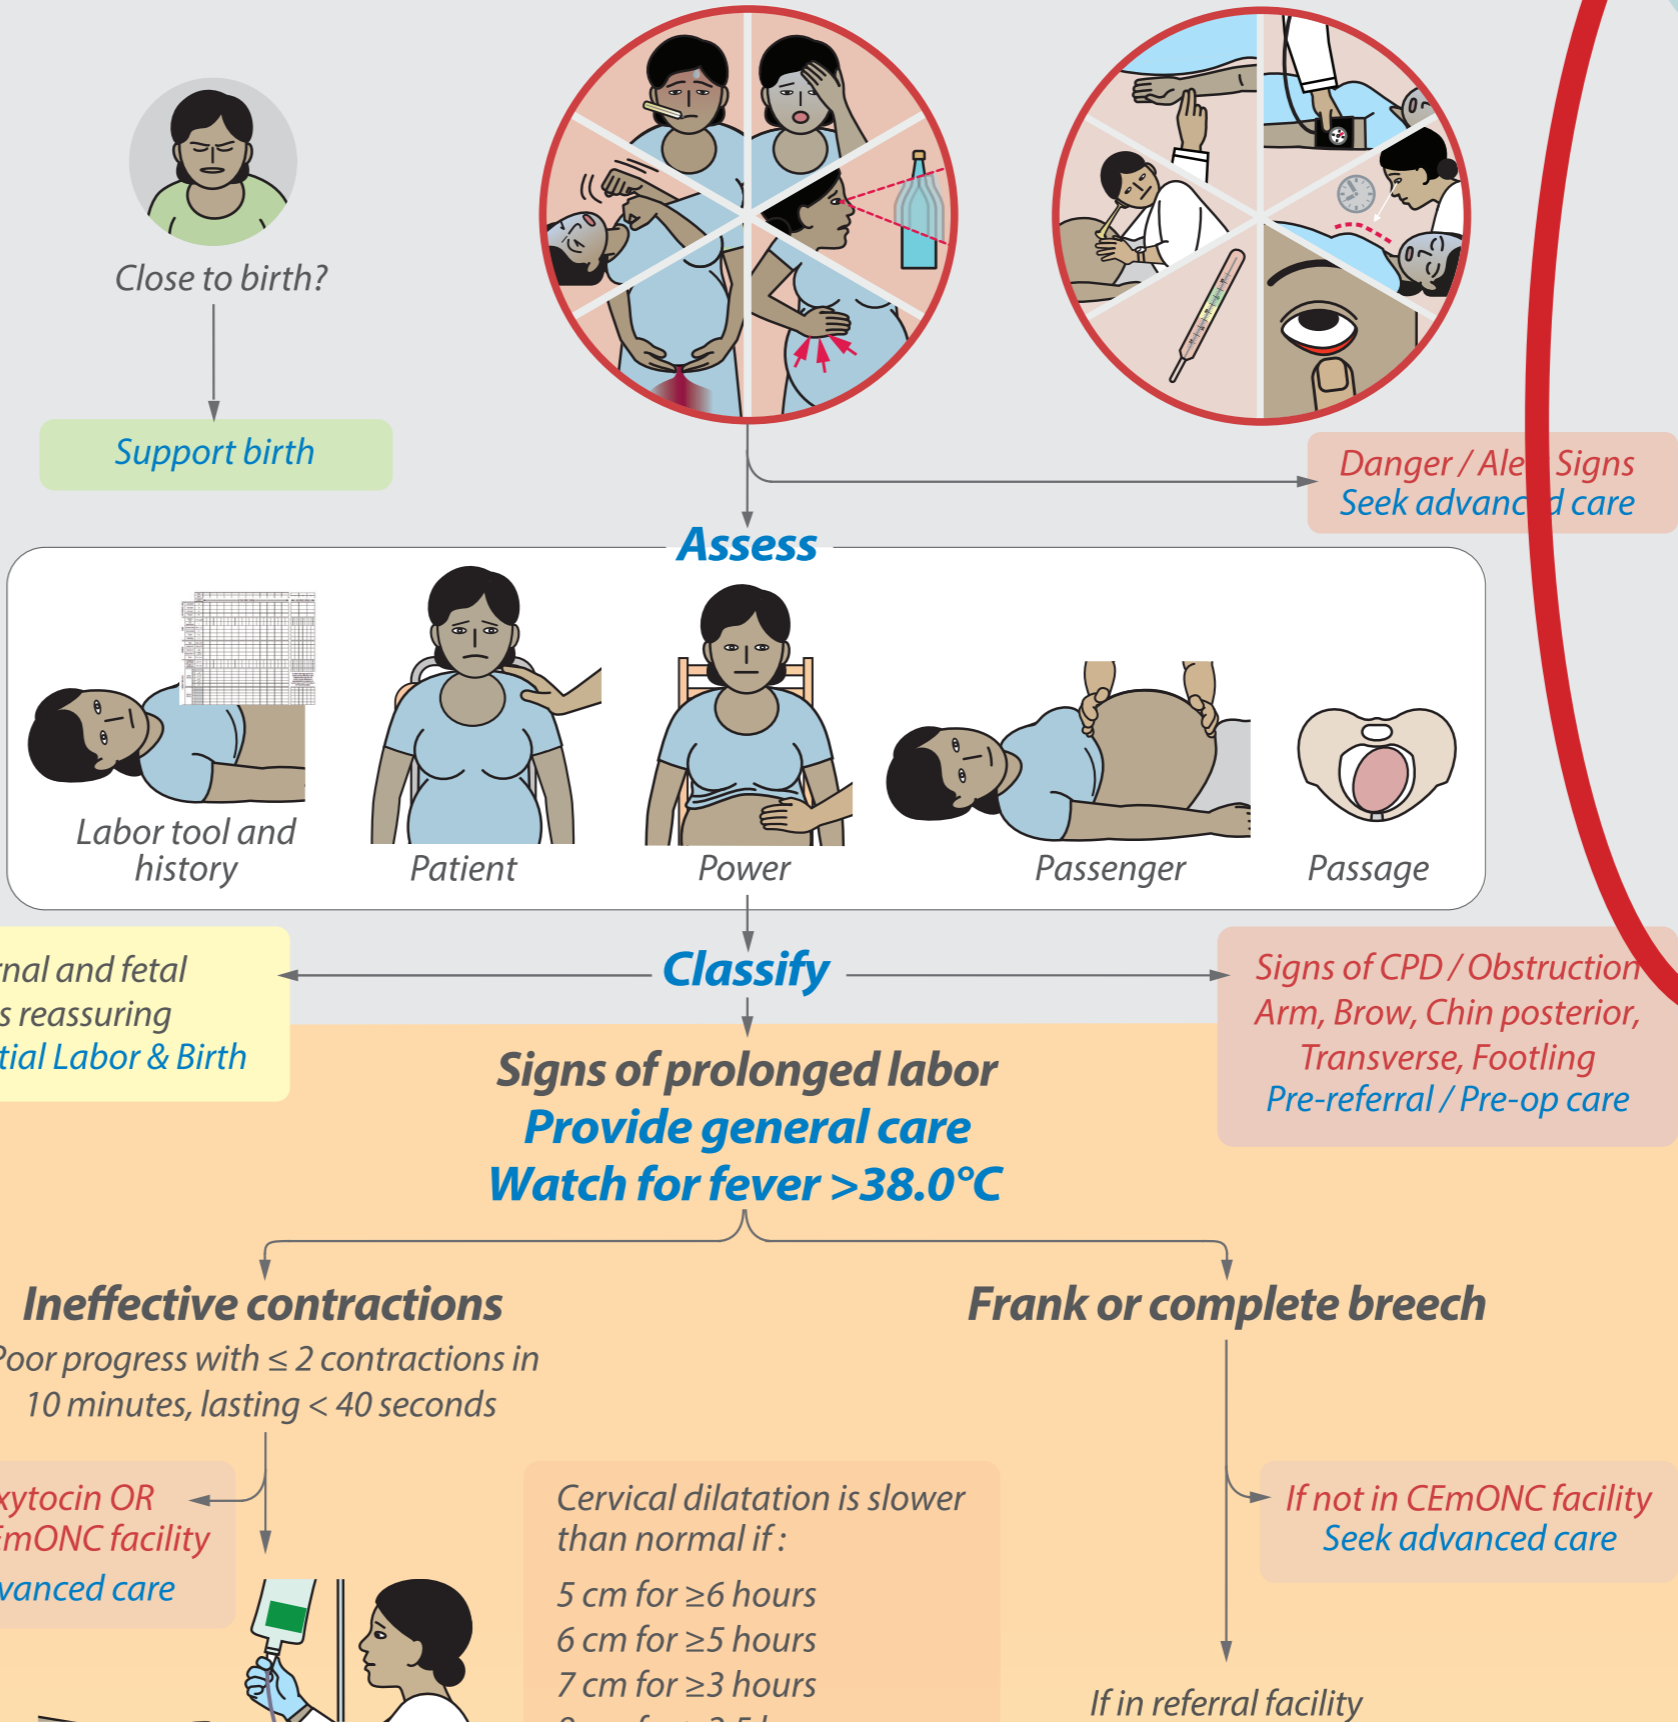 Close to birth?
Support birth
Danger / Ale Signs
Seek advanc d care
Assess
Labor tool and
history
Patient
Power
Passenger
Passage
Classify
rnal and fetal
s reassuring
tial Labor & Birth
Signs of CPD / Obstruction
Arm, Brow, Chin posterior,
Transverse, Footling
Pre-referral / Pre-op care
Signs of prolonged labor
Provide general care
Watch for fever >38.0°C
Ineffective contractions
Poor progress with ≤ 2 contractions in
10 minutes, lasting < 40 seconds
xytocin OR
EmONC facility
vanced care
Cervical dilatation is slower
than normal if :
5 cm for ≥6 hours
6 cm for ≥5 hours
7 cm for ≥3 hours
Frank or complete breech
If not in CEmONC facility
Seek advanced care
If in referral facility